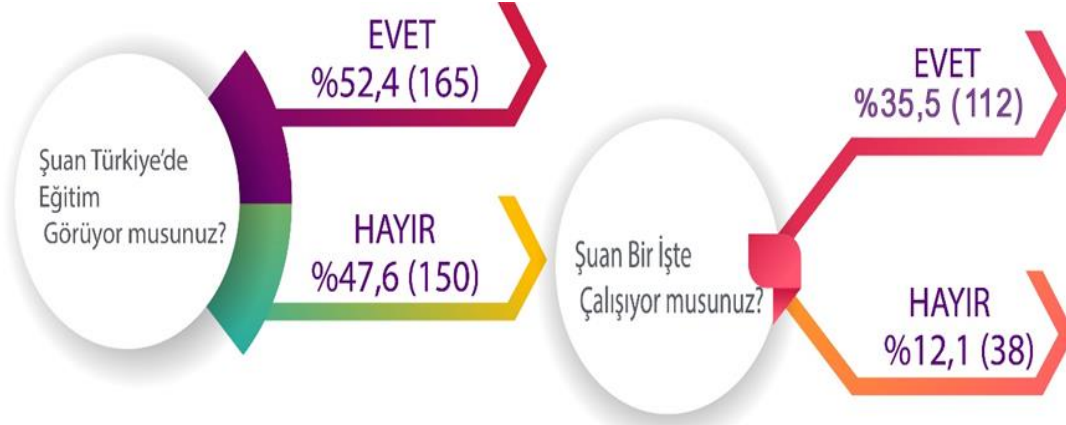 Şuan Türkiye'de
Eğitim
Görüyor musunuz?
EVET
%52,4 (165)
HAYIR
%47,6 (150)
Şuan Bir İşte
Çalışıyor musunuz?
EVET
%35,5 (112)
HAYIR
%12,1 (38)